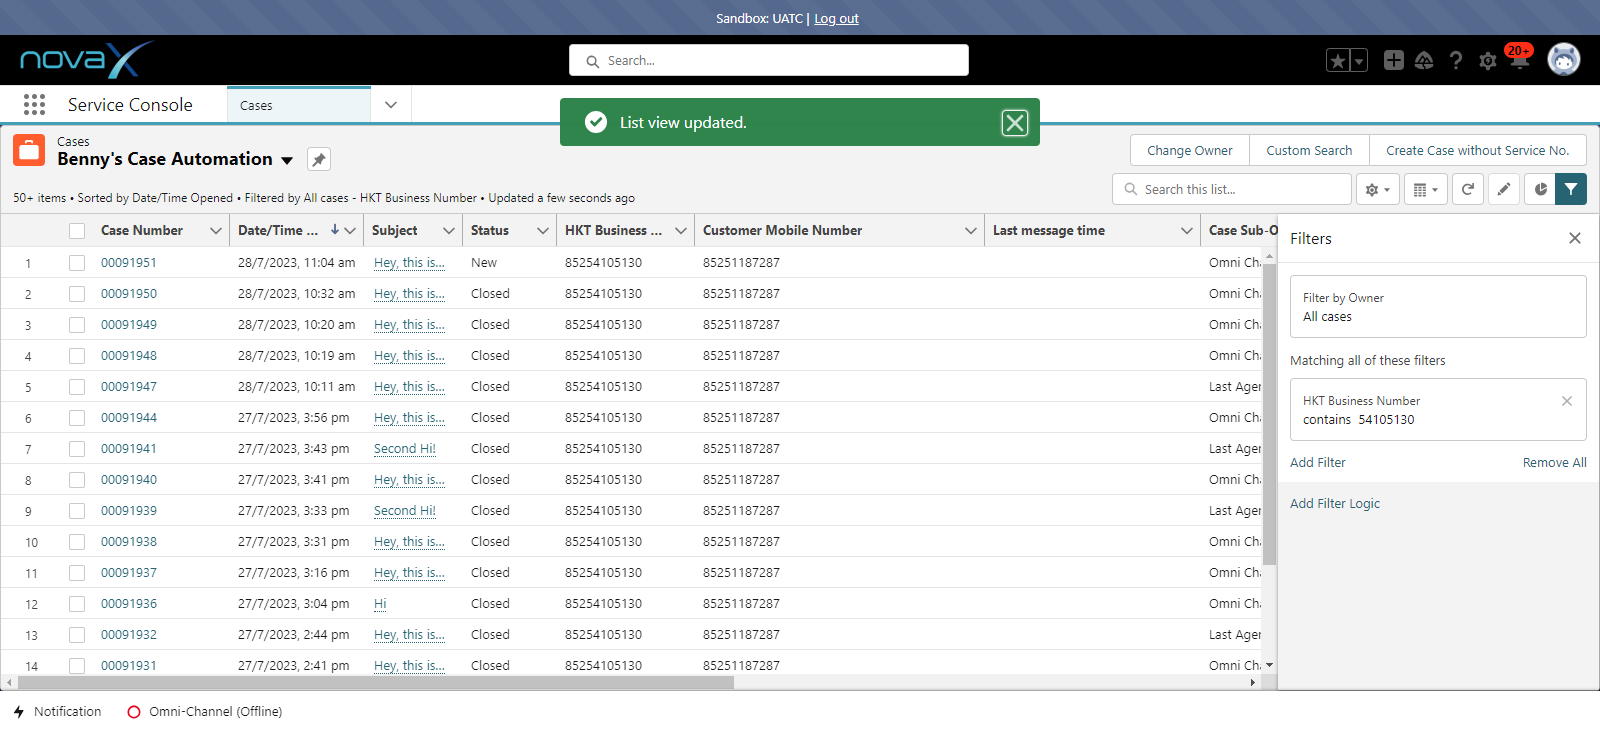 Sandbox: UATC | Log out
novaX
Search...
20+
Service Console
Cases
List view updated.
Cases
Benny's Case Automation
Change Owner
Custom Search
Create Case without Service No.
50+ items • Sorted by Date/Time Opened • Filtered by All cases - HKT Business Number • Updated a few seconds ago
Search this list...
Case Number Date/Time ... Subject Status HKT Business ... Customer Mobile Number Last message time Case Sub-O
1 00091951 28/7/2023, 11:04 am Hey, this is... New 85254105130 85251187287 Omni Cha
2 00091950 28/7/2023, 10:32 am Hey, this is... Closed 85254105130 85251187287 Omni Cha
3 00091949 28/7/2023, 10:20 am Hey, this is... Closed 85254105130 85251187287 Omni Cha
4 00091948 28/7/2023, 10:19 am Hey, this is... Closed 85254105130 85251187287 Omni Cha
5 00091947 28/7/2023, 10:11 am Hey, this is... Closed 85254105130 85251187287 Last Agen
6 00091944 27/7/2023, 3:56 pm Hey, this is... Closed 85254105130 85251187287 Omni Cha
7 00091941 27/7/2023, 3:43 pm Second Hi! Closed 85254105130 85251187287 Last Agen
8 00091940 27/7/2023, 3:41 pm Hey, this is... Closed 85254105130 85251187287 Omni Cha
9 00091939 27/7/2023, 3:33 pm Second Hi! Closed 85254105130 85251187287 Last Agen
10 00091938 27/7/2023, 3:31 pm Hey, this is... Closed 85254105130 85251187287 Omni Cha
11 00091937 27/7/2023, 3:16 pm Hey, this is... Closed 85254105130 85251187287 Omni Cha
12 00091936 27/7/2023, 3:04 pm Hi Closed 85254105130 85251187287 Omni Cha
13 00091932 27/7/2023, 2:44 pm Hey, this is... Closed 85254105130 85251187287 Last Agen
14 00091931 27/7/2023, 2:41 pm Hey, this is... Closed 85254105130 85251187287 Omni Cha
Filters
Filter by Owner
All cases
Matching all of these filters
HKT Business Number
contains 54105130
Add Filter
Remove All
Add Filter Logic
Notification
Omni-Channel (Offline)